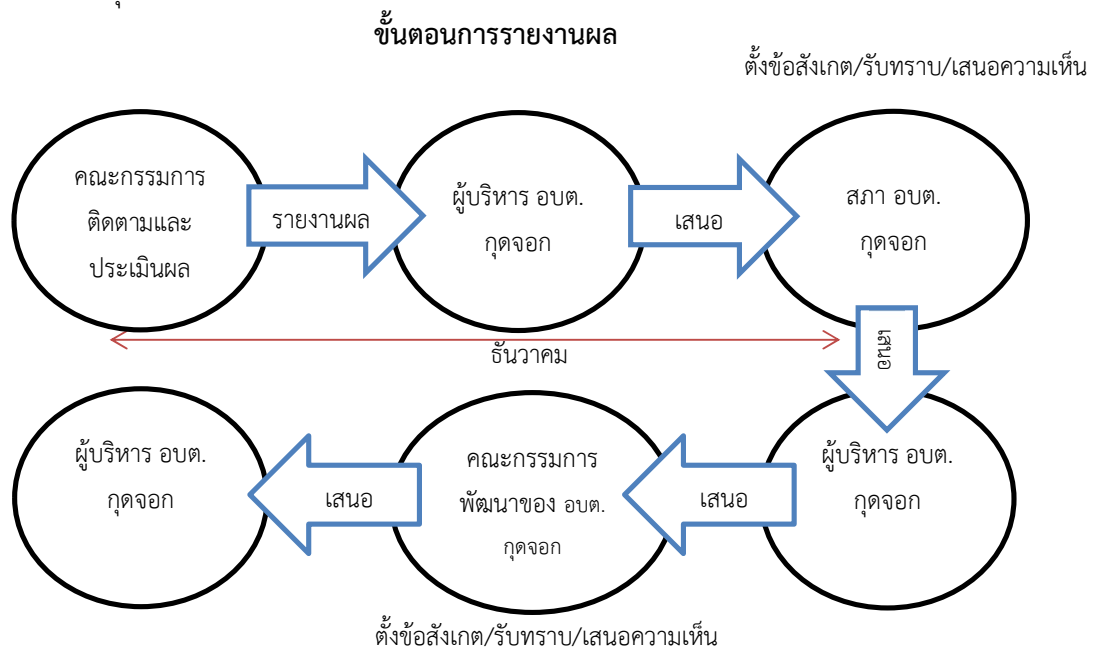 ขั้นตอนการรายงานผล
ตั้งข้อสังเกต/รับทราบ/เสนอความเห็น
คณะกรรมการ
ติดตามและ
ประเมินผล
รายงานผล
ผู้บริหาร อบต.
กุดจอก
เสนอ
สภา อบต.
กุดจอก
เสนอ
ธันวาคม
ผู้บริหาร อบต.
กุดจอก
เสนอ
คณะกรรมการ
พัฒนาของ อบต.
กุดจอก
เสนอ
ผู้บริหาร อบต.
กุดจอก
ตั้งข้อสังเกต/รับทราบ/เสนอความเห็น